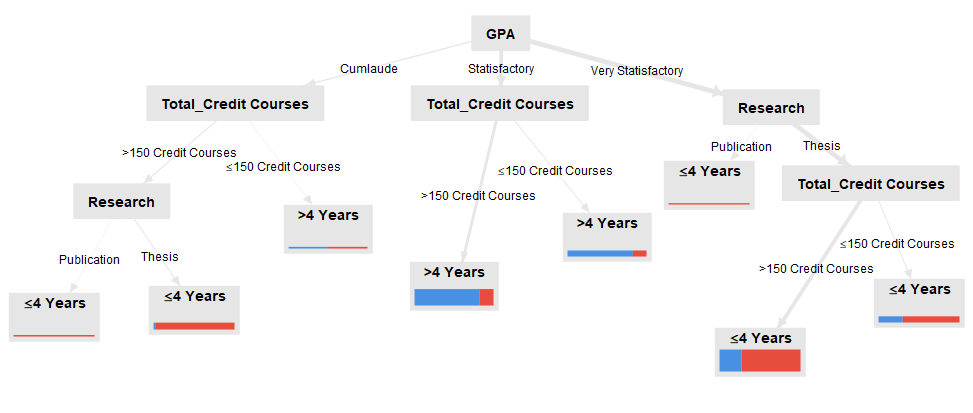 GPA
Cumlaude
Statisfactory
Very Statisfactory
Total_Credit Courses
Total_Credit Courses
Research
>150 Credit Courses
≤150 Credit Courses
≤150 Credit Courses
>150 Credit Courses
Publication
Thesis
Research
>4 Years
>4 Years
≤4 Years
Total_Credit Courses
Publication
Thesis
>4 Years
≤150 Credit Courses
>150 Credit Courses
≤4 Years
≤4 Years
≤4 Years
≤4 Years